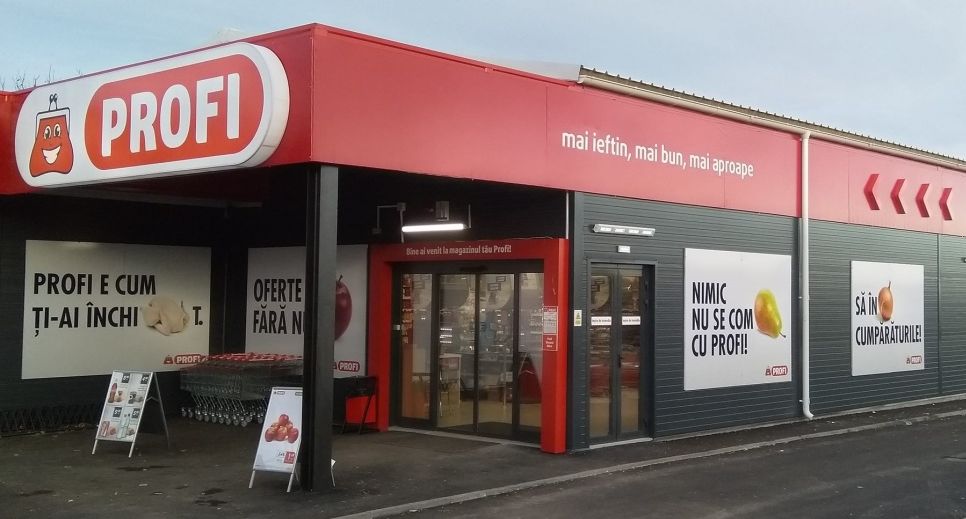 PROFI
mai ieftin, mai bun, mai aproape
PROFI E CUM
ȚI-AI ÎNCHI T.
PROFI
OFERTE
FĂRĂ N
PROFI
Bine ai venit la magazinul tău Profi!
NIMIC
NU SE COM
CU PROFI!
PROFI
SĂ ÎN
CUMPĂRĂTURILE!
PROFI